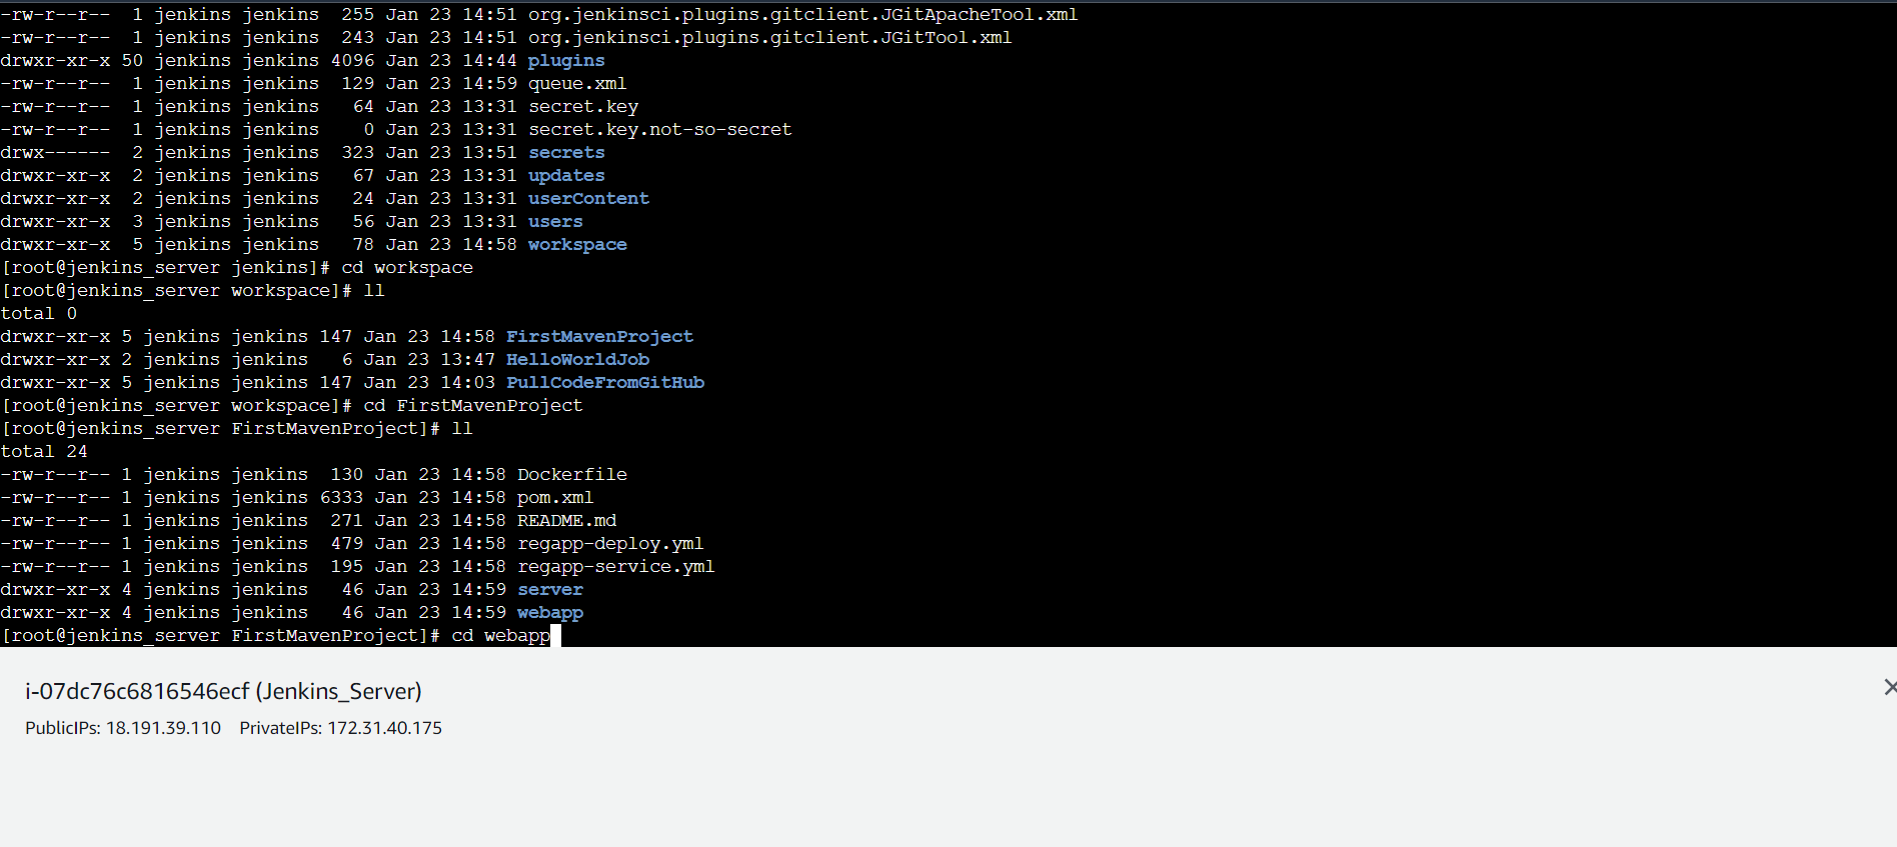 -rw-r--r--  1 jenkins jenkins  255 Jan 23 14:51 org.jenkinsci.plugins.gitclient.JGitApacheTool.xml
-rw-r--r--  1 jenkins jenkins  243 Jan 23 14:51 org.jenkinsci.plugins.gitclient.JGitTool.xml
drwxr-xr-x 50 jenkins jenkins 4096 Jan 23 14:44 plugins
-rw-r--r--  1 jenkins jenkins  129 Jan 23 14:59 queue.xml
-rw-r--r--  1 jenkins jenkins   64 Jan 23 13:31 secret.key
-rw-r--r--  1 jenkins jenkins    0 Jan 23 13:31 secret.key.not-so-secret
drwx------  2 jenkins jenkins  323 Jan 23 13:51 secrets
drwxr-xr-x  2 jenkins jenkins   67 Jan 23 13:31 updates
drwxr-xr-x  2 jenkins jenkins   24 Jan 23 13:31 userContent
drwxr-xr-x  3 jenkins jenkins   56 Jan 23 13:31 users
drwxr-xr-x  5 jenkins jenkins   78 Jan 23 14:58 workspace
[root@jenkins_server jenkins]# cd workspace
[root@jenkins_server workspace]# ll
total 0
drwxr-xr-x 5 jenkins jenkins 147 Jan 23 14:58 FirstMavenProject
drwxr-xr-x 2 jenkins jenkins   6 Jan 23 13:47 HelloWorldJob
drwxr-xr-x 5 jenkins jenkins 147 Jan 23 14:03 PullCodeFromGitHub
[root@jenkins_server workspace]# cd FirstMavenProject
[root@jenkins_server FirstMavenProject]# ll
total 24
-rw-r--r-- 1 jenkins jenkins  130 Jan 23 14:58 Dockerfile
-rw-r--r-- 1 jenkins jenkins 6333 Jan 23 14:58 pom.xml
-rw-r--r-- 1 jenkins jenkins  271 Jan 23 14:58 README.md
-rw-r--r-- 1 jenkins jenkins  479 Jan 23 14:58 regapp-deploy.yml
-rw-r--r-- 1 jenkins jenkins  195 Jan 23 14:58 regapp-service.yml
drwxr-xr-x 4 jenkins jenkins   46 Jan 23 14:59 server
drwxr-xr-x 4 jenkins jenkins   46 Jan 23 14:59 webapp
[root@jenkins_server FirstMavenProject]# cd webapp
i-07dc76c6816546ecf (Jenkins_Server)
PublicIPs: 18.191.39.110   PrivateIPs: 172.31.40.175